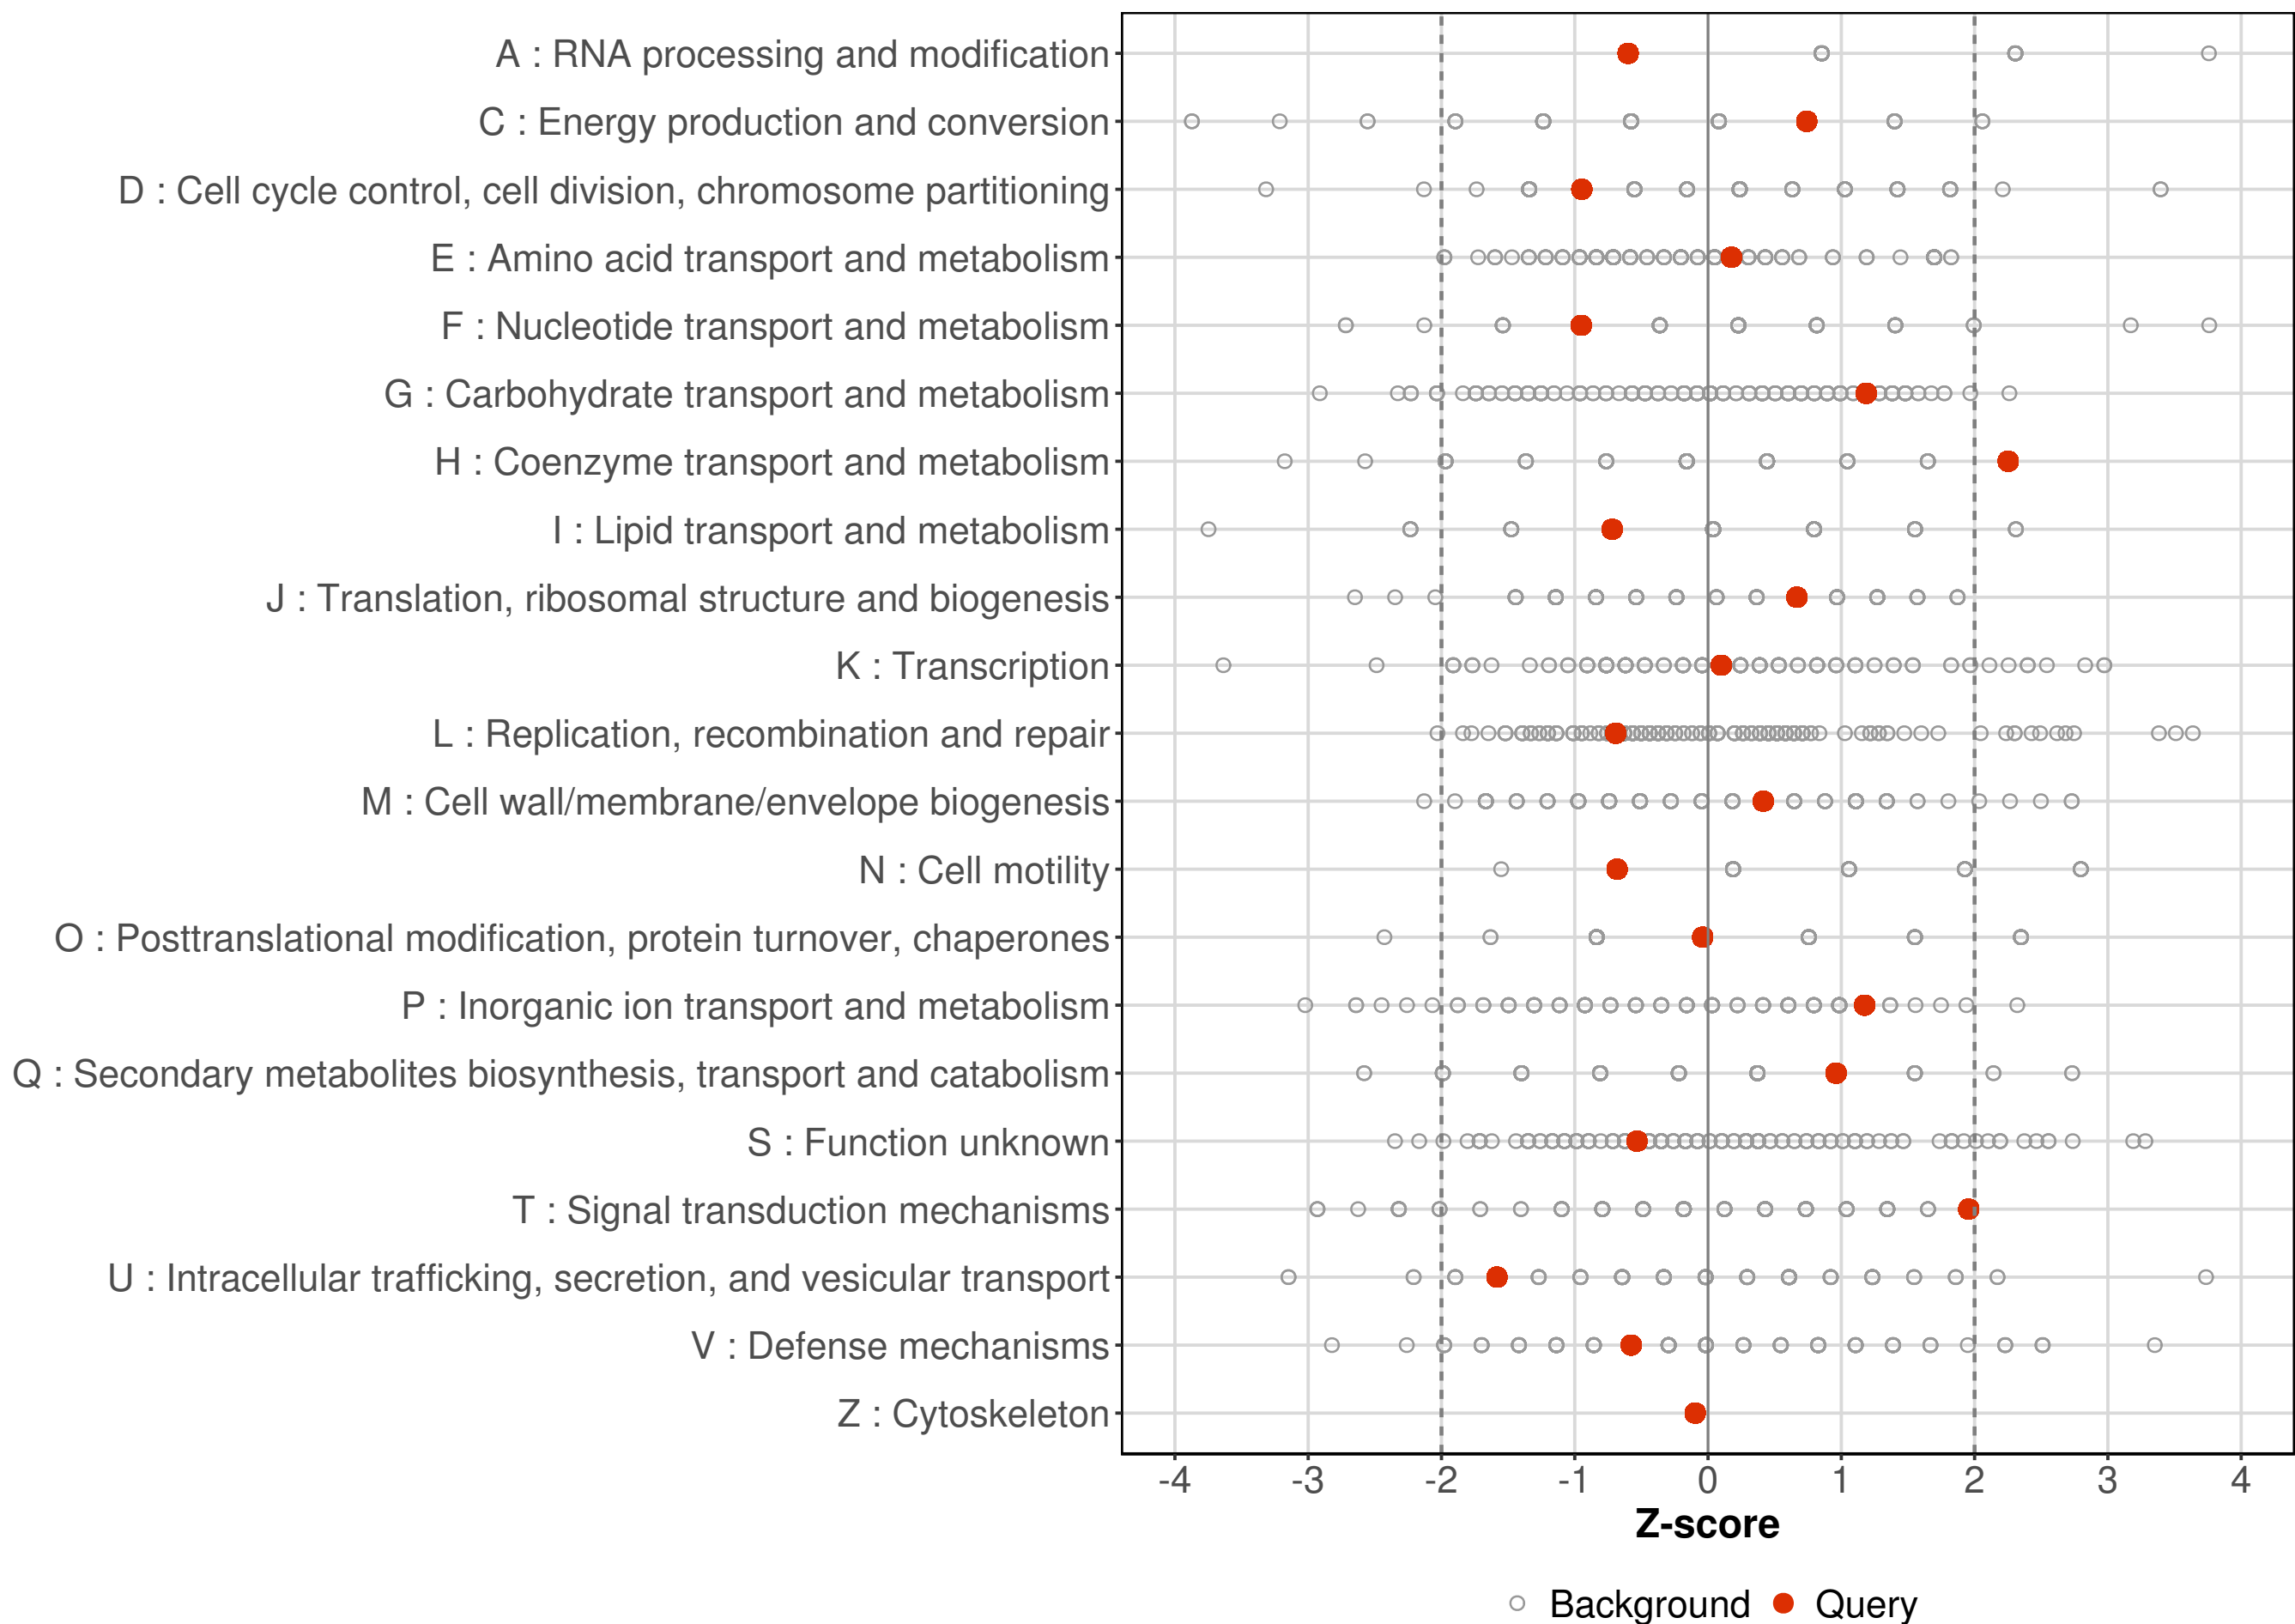 A : RNA processing and modification
C : Energy production and conversion
D : Cell cycle control, cell division, chromosome partitioning
E : Amino acid transport and metabolism
F : Nucleotide transport and metabolism
G : Carbohydrate transport and metabolism
H : Coenzyme transport and metabolism
I : Lipid transport and metabolism
J : Translation, ribosomal structure and biogenesis
K : Transcription
L : Replication, recombination and repair
M : Cell wall/membrane/envelope biogenesis
N : Cell motility
O : Posttranslational modification, protein turnover, chaperones
P : Inorganic ion transport and metabolism
Q : Secondary metabolites biosynthesis, transport and catabolism
S : Function unknown
T : Signal transduction mechanisms
U : Intracellular trafficking, secretion, and vesicular transport
V : Defense mechanisms
Z : Cytoskeleton
-4 -3 -2 -1 0 1 2 3 4
Z-score
Background Query